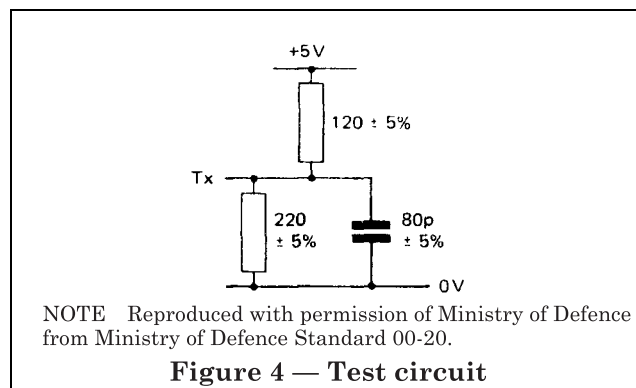 +5V
120 ± 5%
Tx
220
± 5%
80p
± 5%
0V
NOTE Reproduced with permission of Ministry of Defence
from Ministry of Defence Standard 00-20.
Figure 4 — Test circuit